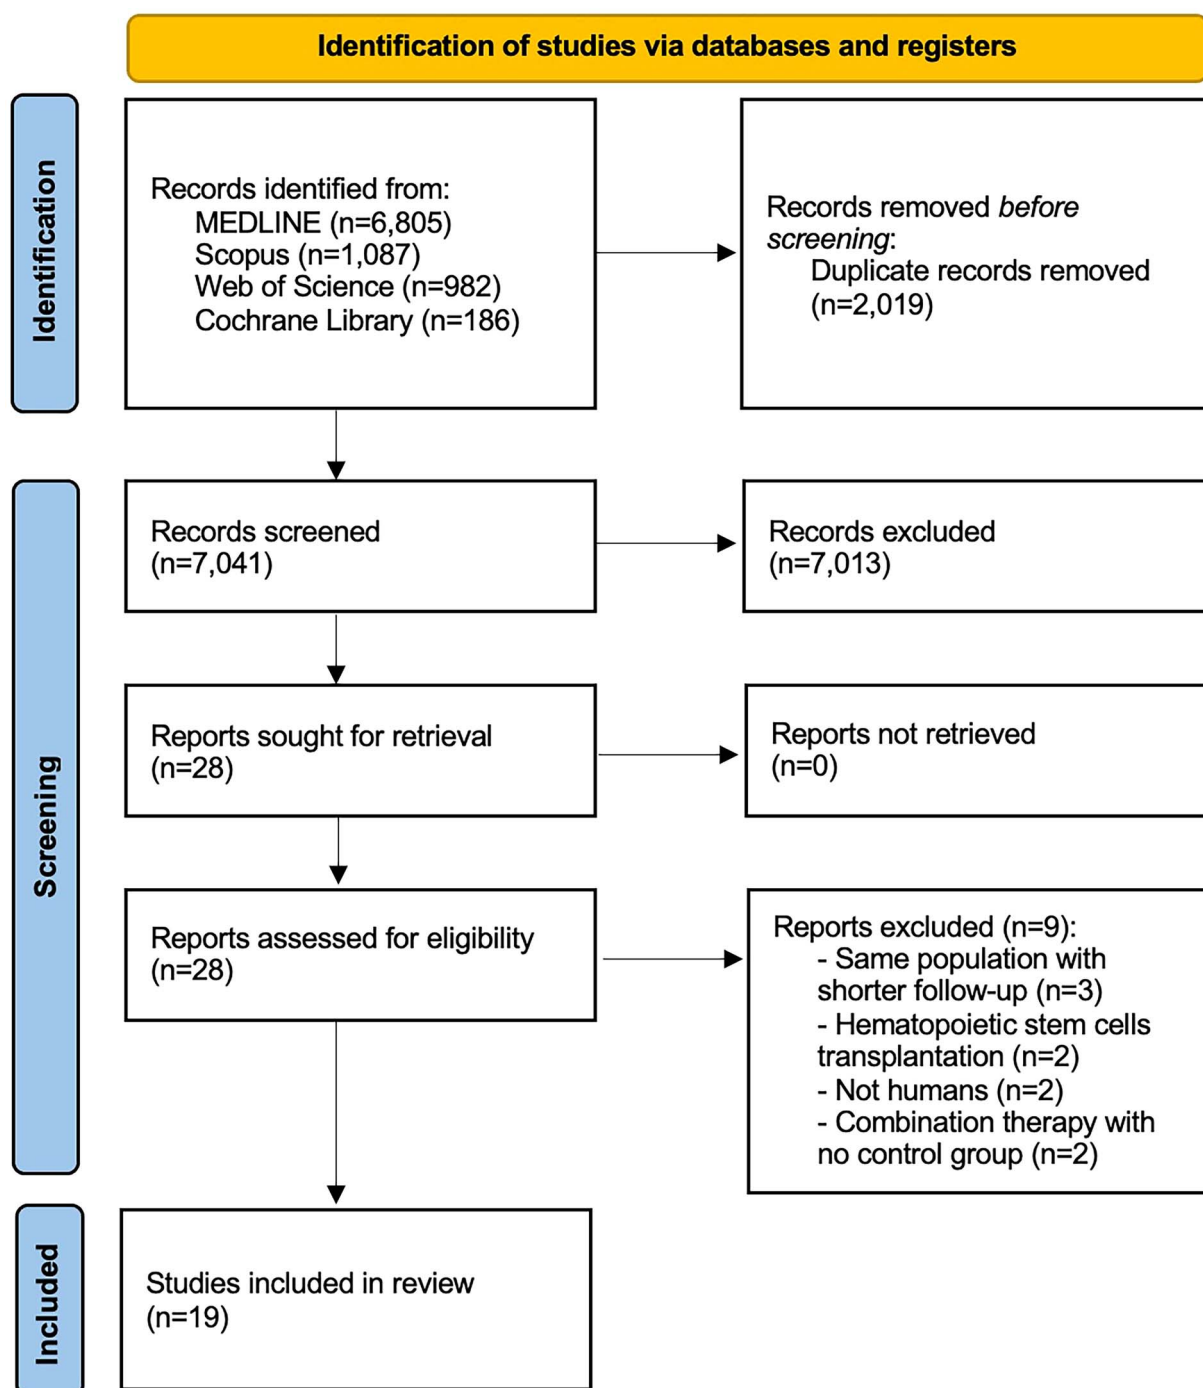 Identification of studies via databases and registers
Identification
Records identified from:
MEDLINE (n=6,805)
Scopus (n=1,087)
Web of Science (n=982)
Cochrane Library (n=186)
Records removed before
screening:
Duplicate records removed
(n=2,019)
Screening
Records screened
(n=7,041)
Records excluded
(n=7,013)
Reports sought for retrieval
(n=28)
Reports not retrieved
(n=0)
Reports assessed for eligibility
(n=28)
Reports excluded (n=9):
- Same population with
shorter follow-up (n=3)
- Hematopoietic stem cells
transplantation (n=2)
- Not humans (n=2)
- Combination therapy with
no control group (n=2)
Included
Studies included in review
(n=19)